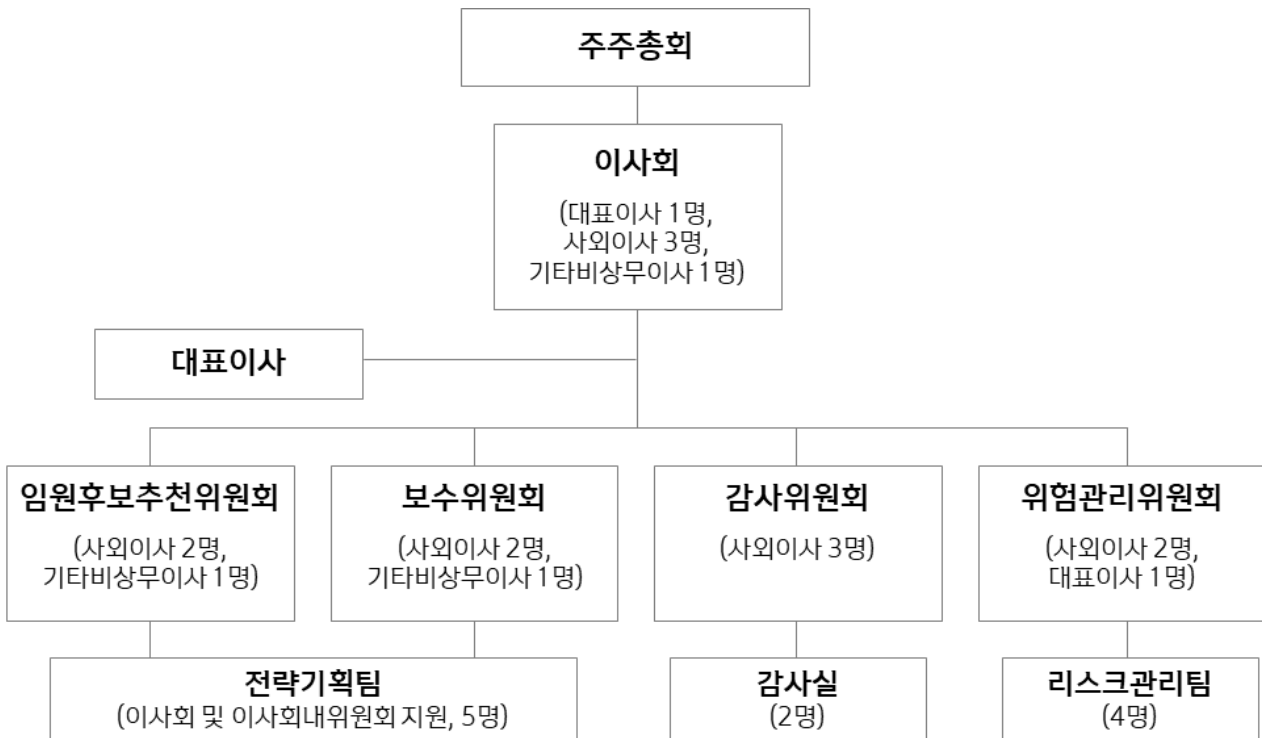 주주총회
이사회
(대표이사 1명,
사외이사 3명,
기타비상무이사 1명)
대표이사
임원후보추천위원회
(사외이사 2명,
기타비상무이사 1명)
보수위원회
(사외이사 2명,
기타비상무이사 1명)
감사위원회
(사외이사 3명)
위험관리위원회
(사외이사 2명,
대표이사 1명)
전략기획팀
(이사회 및 이사회내위원회 지원, 5명)
감사실
(2명)
리스크관리팀
(4명)